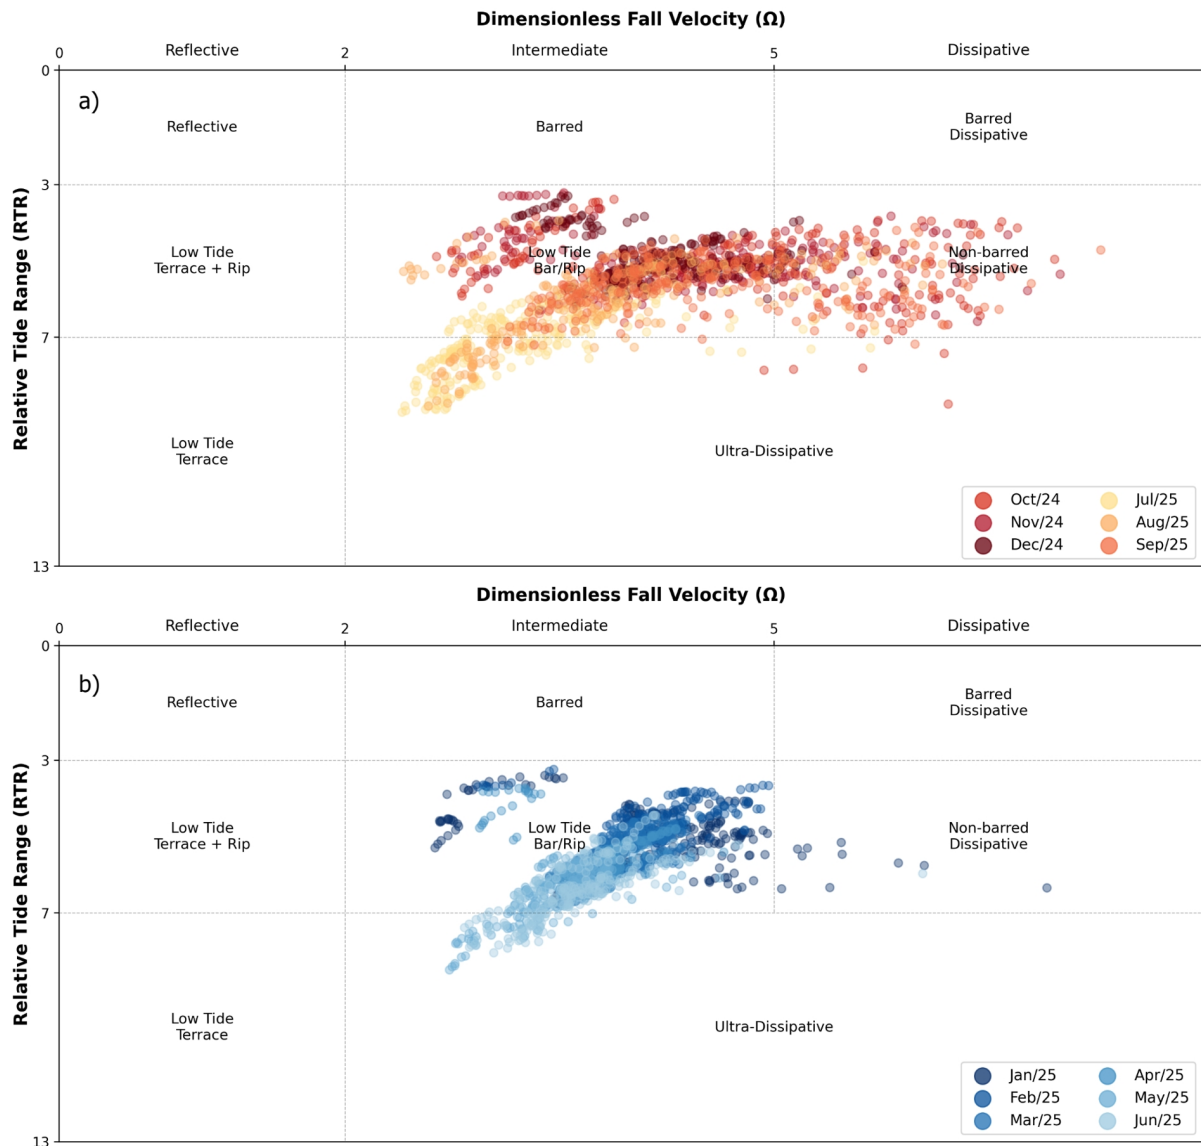 Dimensionless Fall Velocity (Ω)
0 Reflective 2 Intermediate 5 Dissipative
0
a)
Reflective Barred Barred
Dissipative
3
Relative Tide Range (RTR)
Low Tide
Terrace + Rip
Low Tide
Bar/Rip
Non-barred
Dissipative
7
Low Tide
Terrace
Ultra-Dissipative
Oct/24 Jul/25
Nov/24 Aug/25
Dec/24 Sep/25
13
Dimensionless Fall Velocity (Ω)
0 Reflective 2 Intermediate 5 Dissipative
0
b)
Reflective Barred Barred
Dissipative
3
Relative Tide Range (RTR)
Low Tide
Terrace + Rip
Low Tide
Bar/Rip
Non-barred
Dissipative
7
Low Tide
Terrace
Ultra-Dissipative
Jan/25 Apr/25
Feb/25 May/25
Mar/25 Jun/25
13